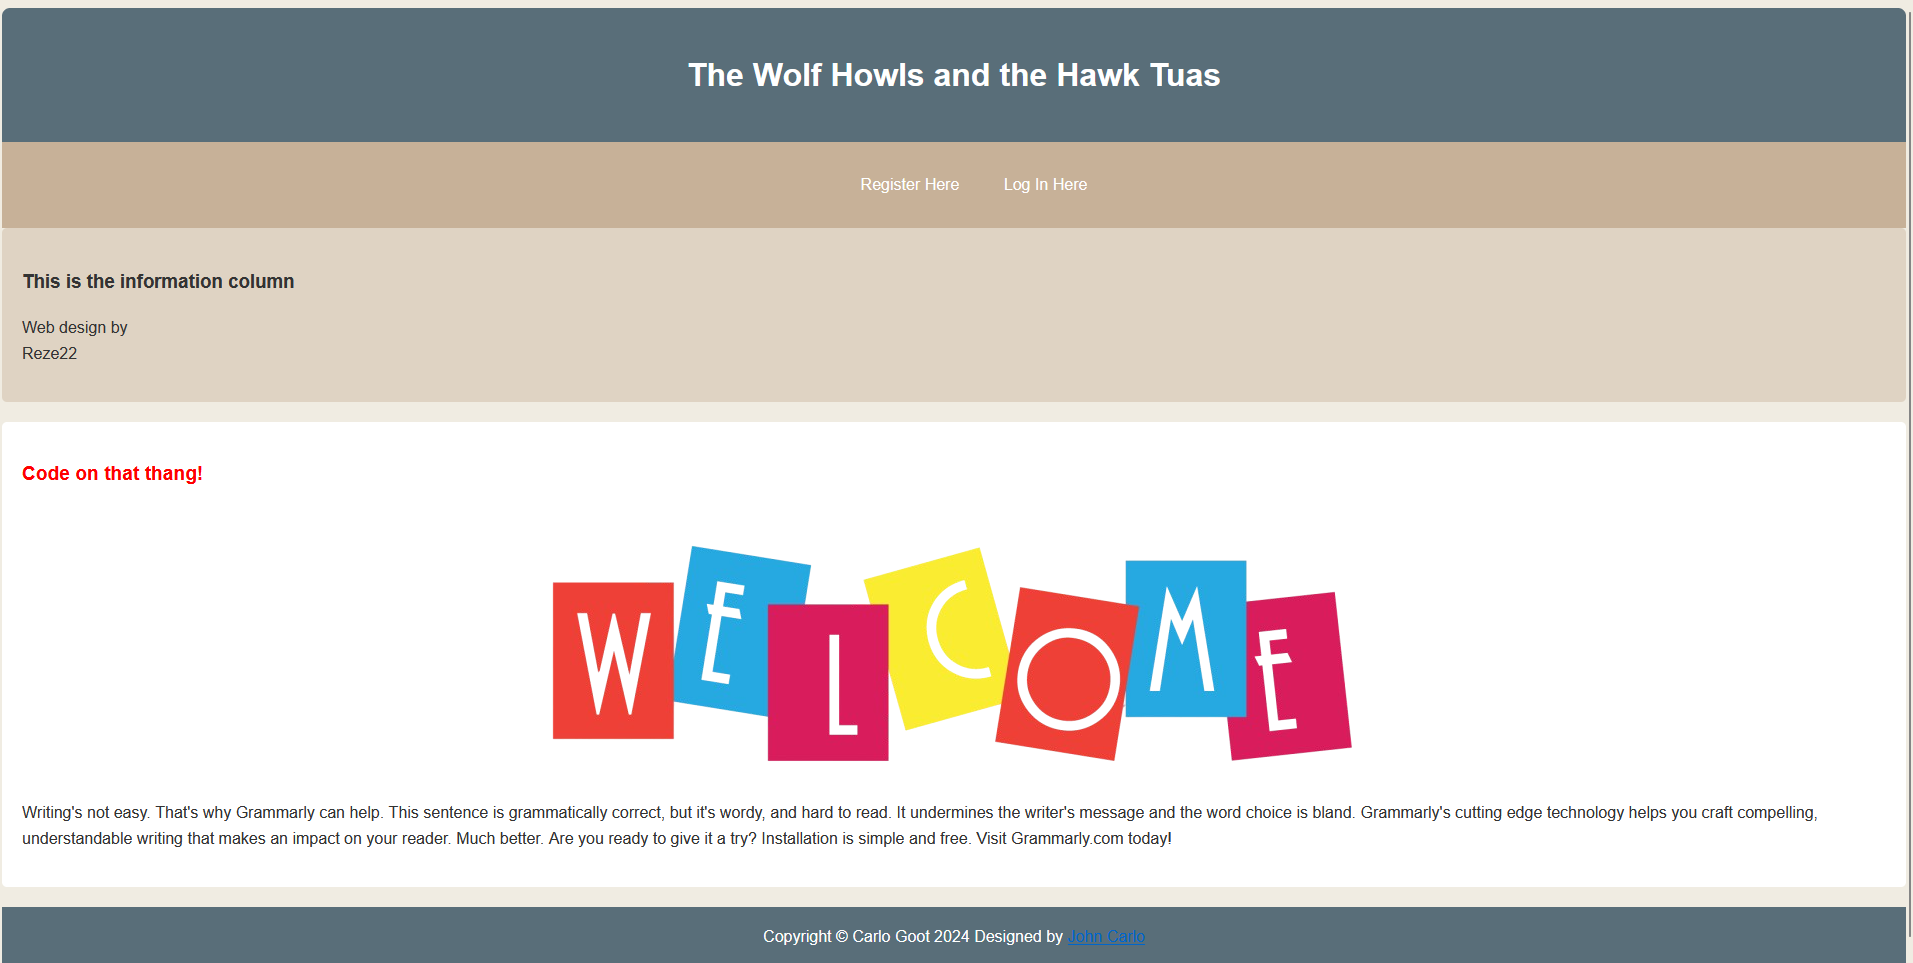 The Wolf Howls and the Hawk Tuas
Register Here Log In Here
This is the information column
Web design by
Reze22
Code on that thang!
WELCOME
Writing's not easy. That's why Grammarly can help. This sentence is grammatically correct, but it's wordy, and hard to read. It undermines the writer's message and the word choice is bland. Grammarly's cutting edge technology helps you craft compelling,
understandable writing that makes an impact on your reader. Much better. Are you ready to give it a try? Installation is simple and free. Visit Grammarly.com today!
Copyright © Carlo Goot 2024 Designed by John Carlo